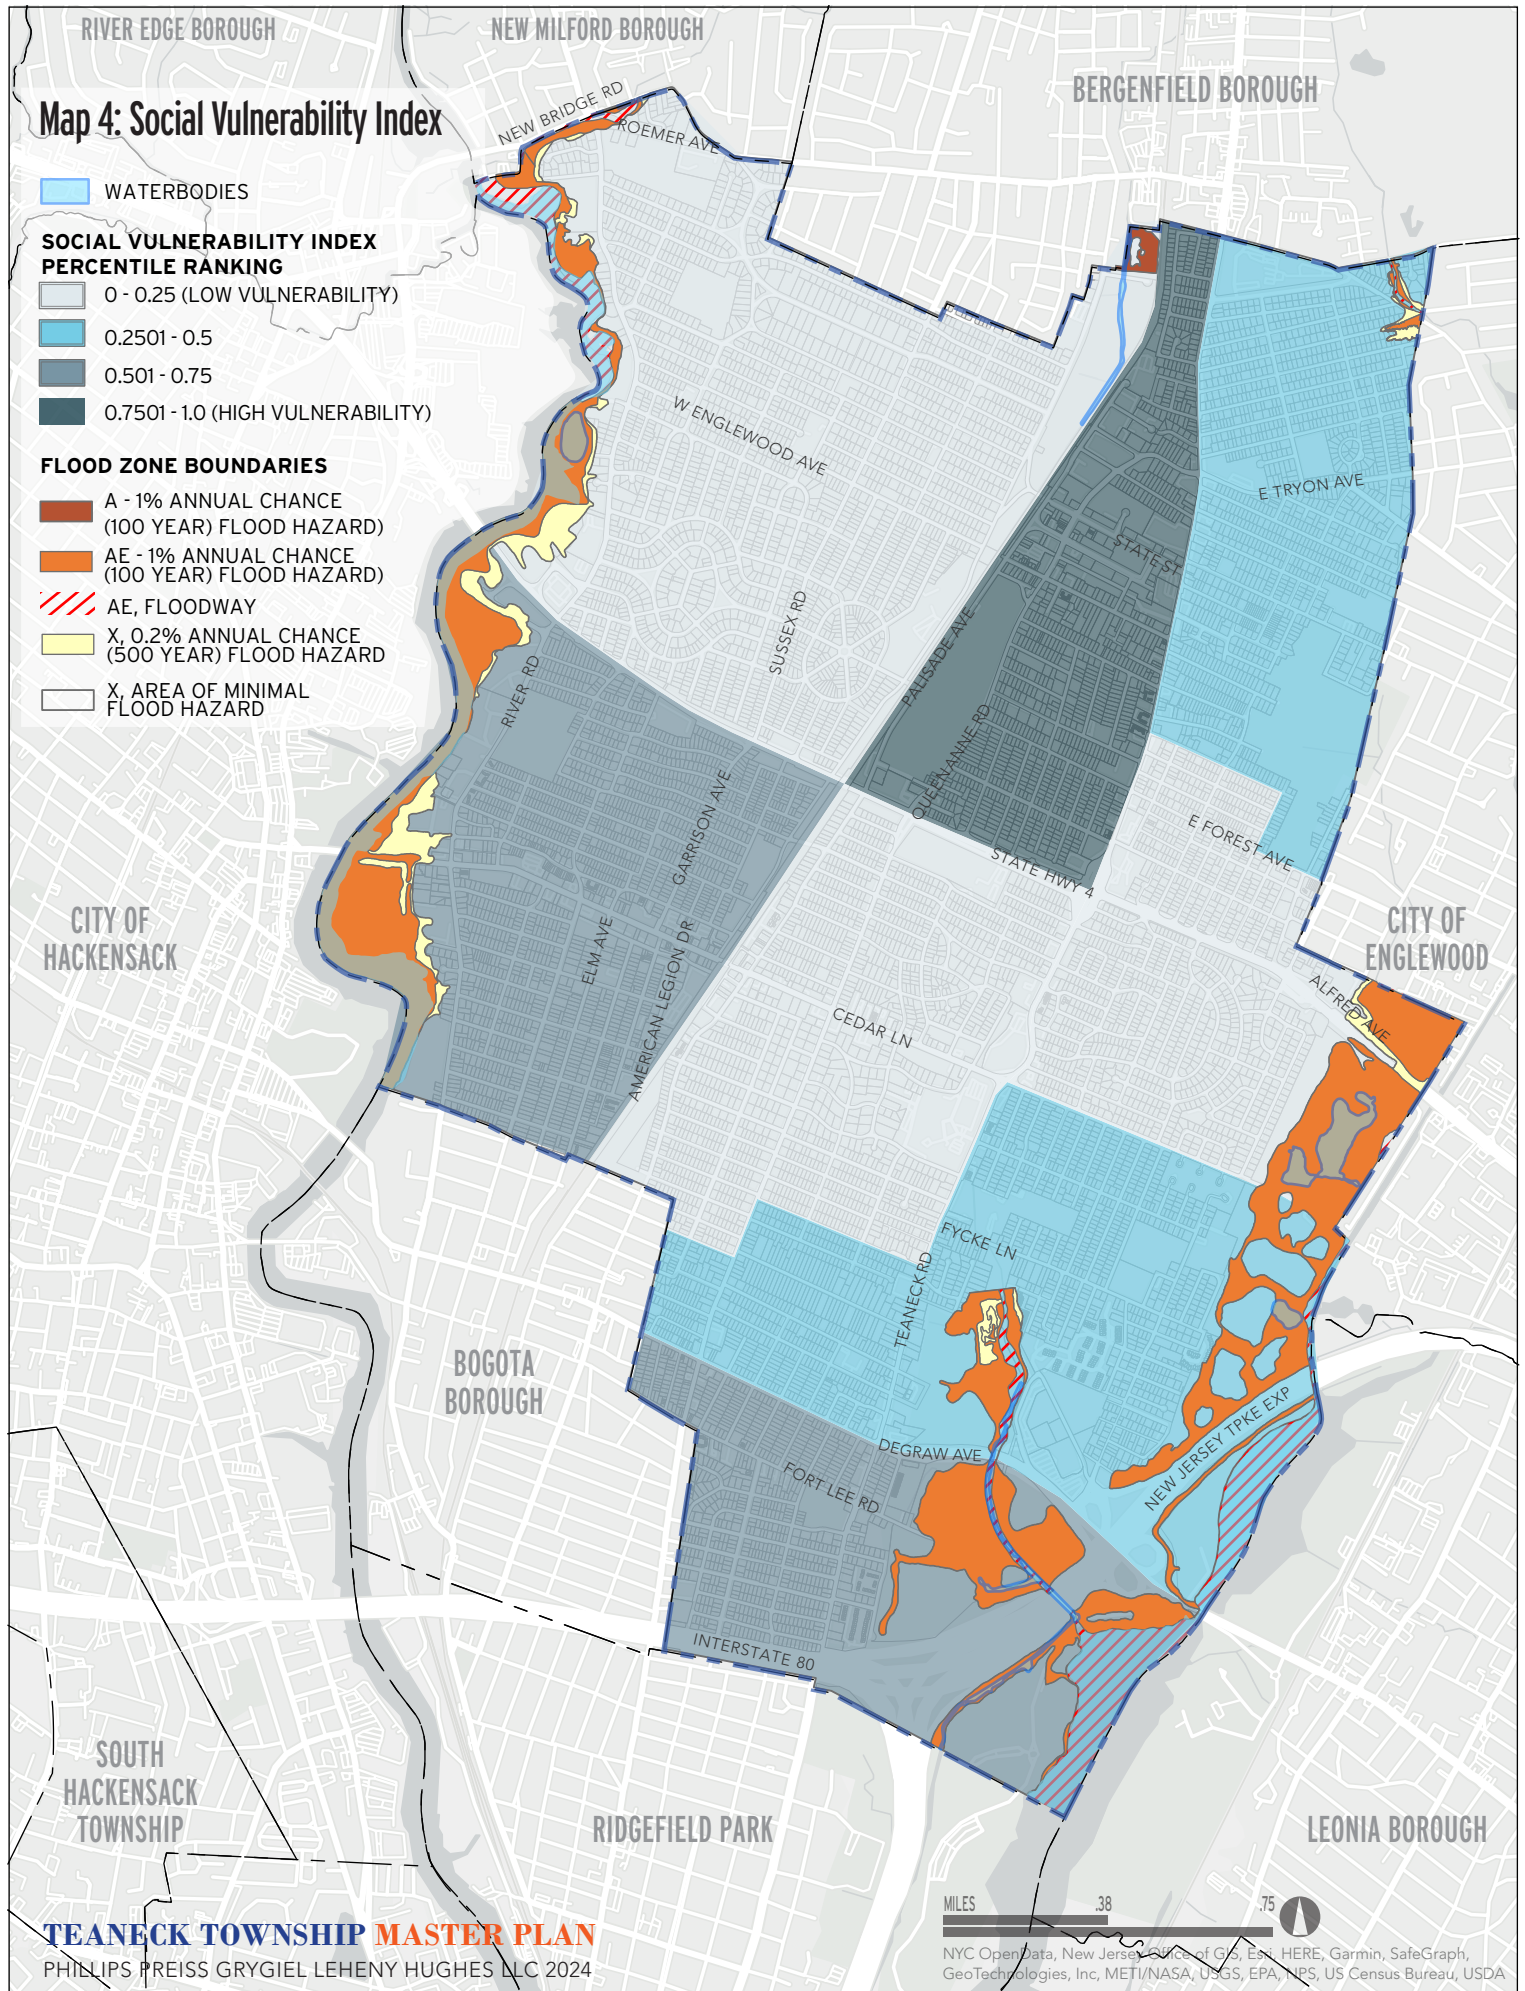 RIVER EDGE BOROUGH
NEW MILFORD BOROUGH
BERGENFIELD BOROUGH
Map 4: Social Vulnerability Index
WATERBODIES
SOCIAL VULNERABILITY INDEX
PERCENTILE RANKING
0 - 0.25 (LOW VULNERABILITY)
0.2501 - 0.5
0.501 - 0.75
0.7501 - 1.0 (HIGH VULNERABILITY)
FLOOD ZONE BOUNDARIES
A - 1% ANNUAL CHANCE
(100 YEAR) FLOOD HAZARD)
AE - 1% ANNUAL CHANCE
(100 YEAR) FLOOD HAZARD)
AE, FLOODWAY
X, 0.2% ANNUAL CHANCE
(500 YEAR) FLOOD HAZARD
X, AREA OF MINIMAL
FLOOD HAZARD
NEW BRIDGE RD
ROEMER AVE
W ENGLEWOOD AVE
E TRYON AVE
STATE ST
SUSSEX RD
PALISADE AVE
RIVER RD
QUEEN ANNE RD
GARRISON AVE
E FOREST AVE
STATE HWY 4
CITY OF
HACKENSACK
CITY OF
ENGLEWOOD
ELM AVE
AMERICAN LEGION DR
ALFRED AVE
CEDAR LN
FYCKE LN
TEANECK RD
BOGOTA
BOROUGH
NEW JERSEY TPKE EXP
DEGRAW AVE
FORT LEE RD
INTERSTATE 80
SOUTH
HACKENSACK
TOWNSHIP
RIDGEFIELD PARK
LEONIA BOROUGH
MILES .38 .75
TEANECK TOWNSHIP MASTER PLAN
PHILLIPS PREISS GRYGIEL LEHENY HUGHES LLC 2024
NYC OpenData, New Jersey Office of GIS, Esri, HERE, Garmin, SafeGraph,
GeoTechnologies, Inc, METI/NASA, USGS, EPA, NPS, US Census Bureau, USDA